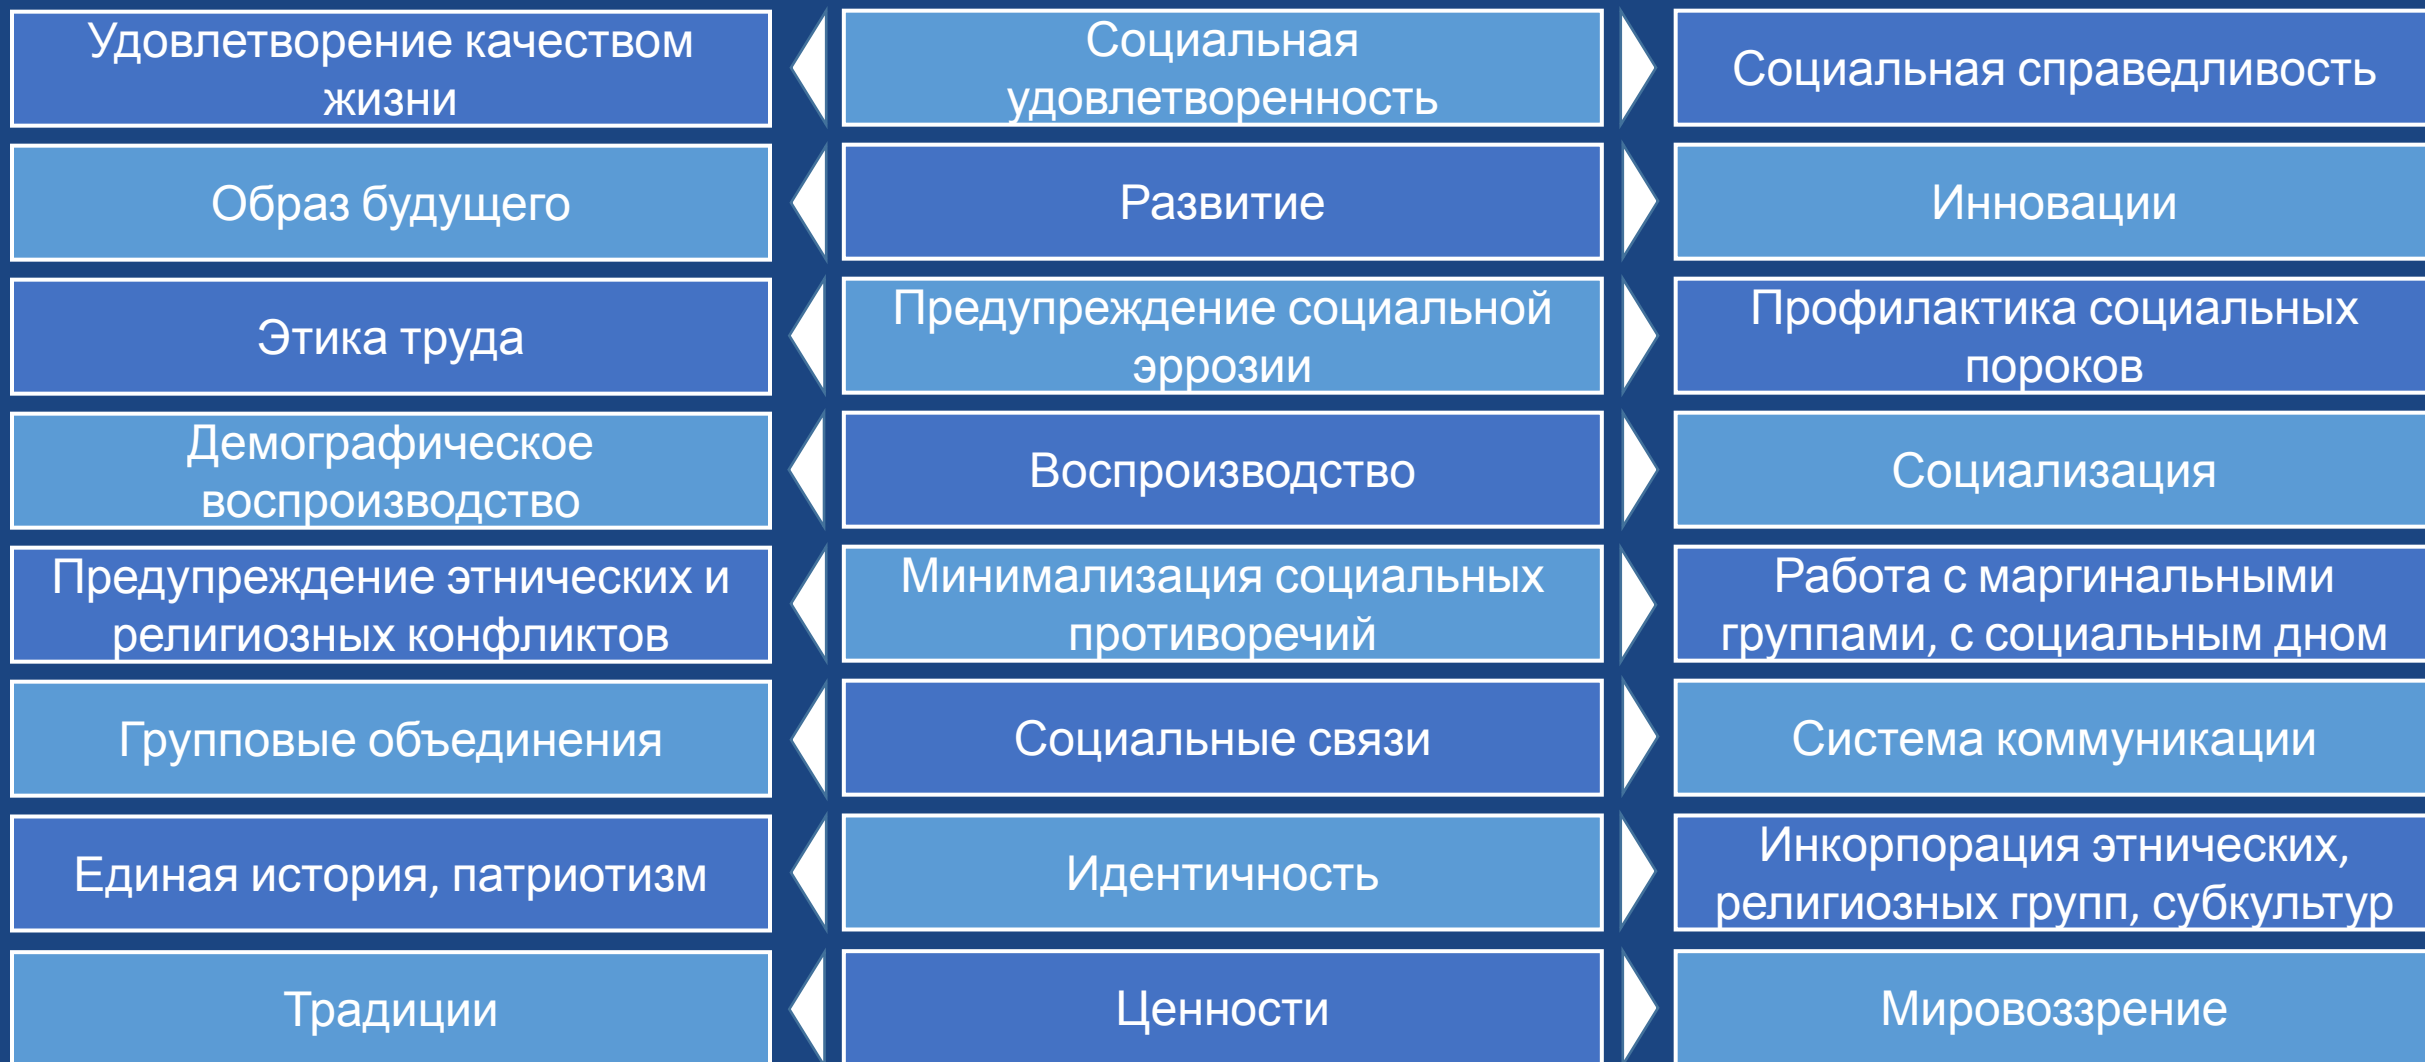 Удовлетворение качеством
жизни
Социальная
удовлетворенность
Социальная справедливость
Образ будущего
Развитие
Инновации
Этика труда
Предупреждение социальной
эррозии
Профилактика социальных
пороков
Демографическое
воспроизводство
Воспроизводство
Социализация
Предупреждение этнических и
религиозных конфликтов
Минимализация социальных
противоречий
Работа с маргинальными
группами, с социальным дном
Групповые объединения
Социальные связи
Система коммуникации
Единая история, патриотизм
Идентичность
Инкорпорация этнических,
религиозных групп, субкультур
Традиции
Ценности
Мировоззрение